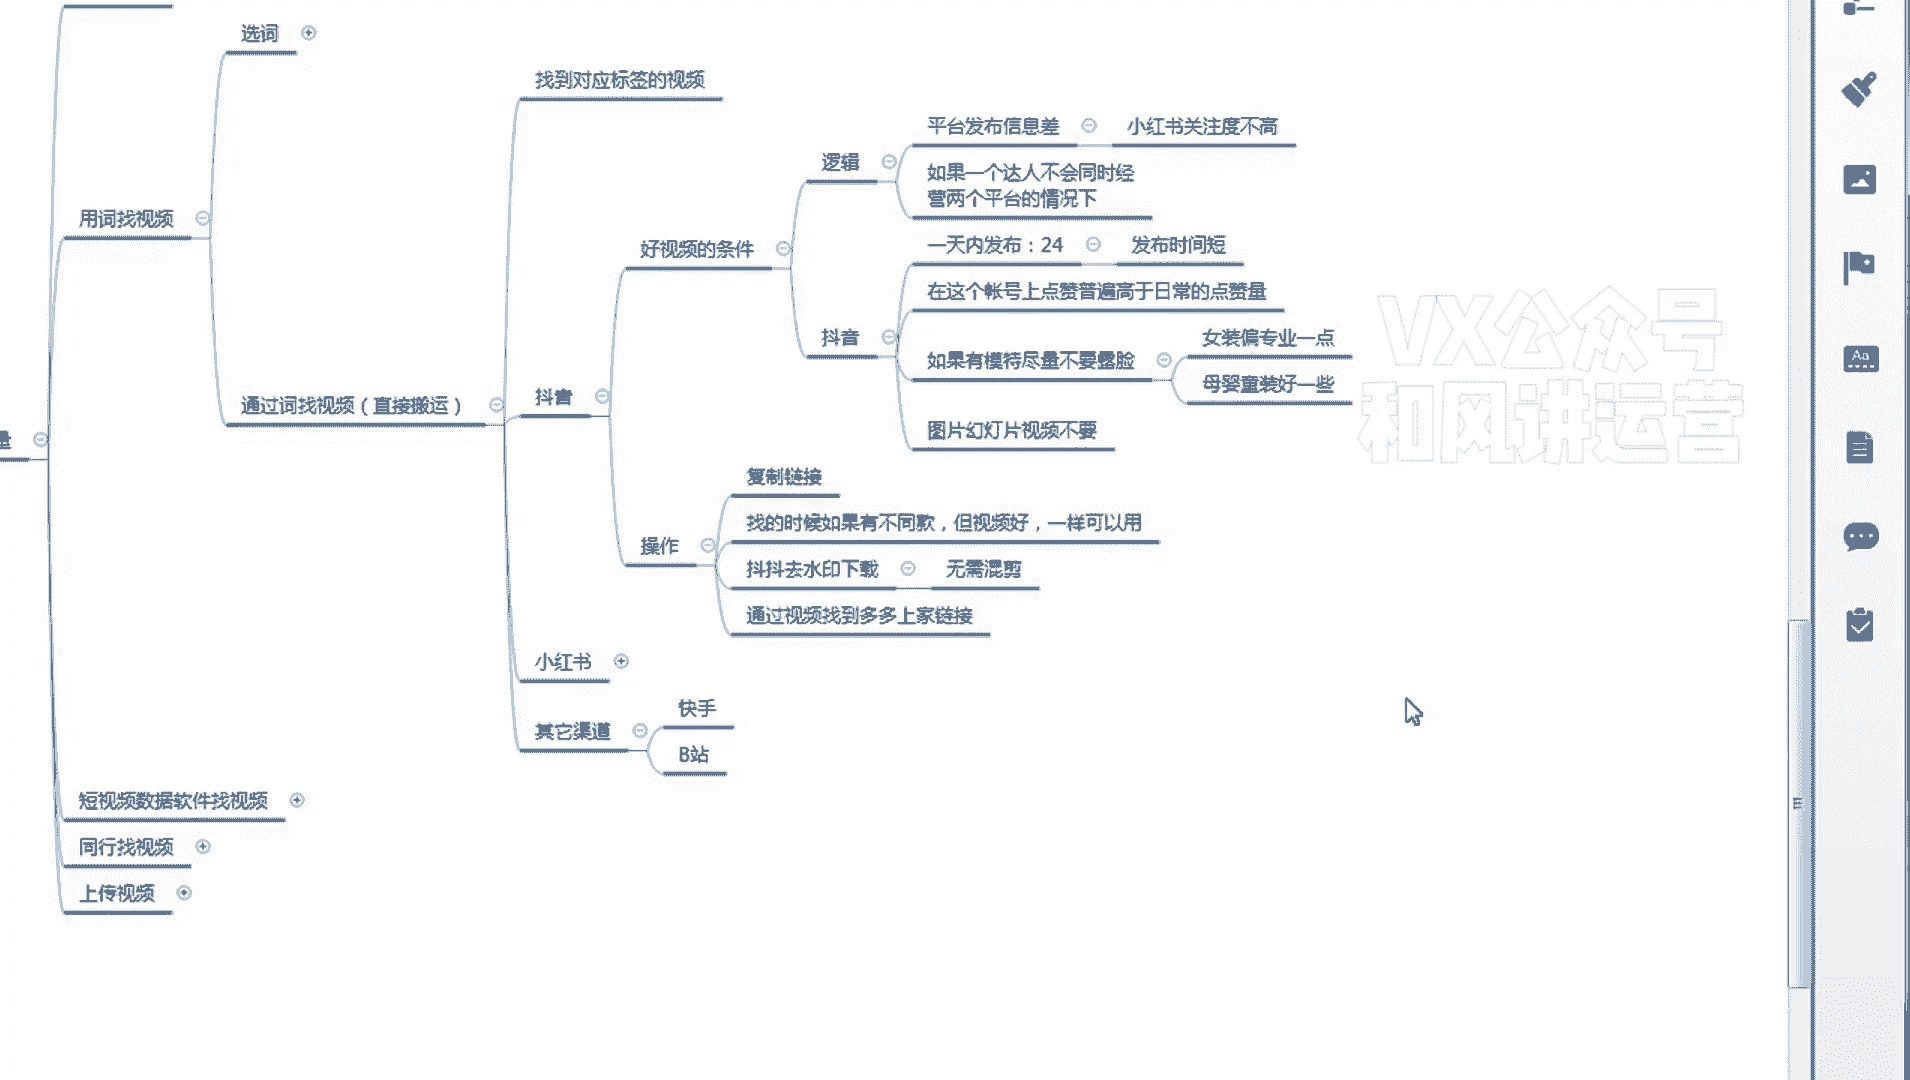 选词
找到对应标签的视频
平台发布信息差
小红书关注度不高
逻辑
如果一个达人不会同时经
营两个平台的情况下
用词找视频
好视频的条件
一天内发布：24
发布时间短
在这个帐号上点赞普遍高于日常的点赞量
抖音
女装偏专业一点
如果有模特尽量不要露脸
母婴童装好一些
抖音
通过词找视频（直接搬运）
图片幻灯片视频不要
量
复制链接
找的时候如果有不同款，但视频好，一样可以用
操作
抖抖去水印下载
无需混剪
通过视频找到多多上家链接
小红书
快手
其它渠道
B站
短视频数据软件找视频
同行找视频
上传视频
VX公众号
和风讲运营
Aa